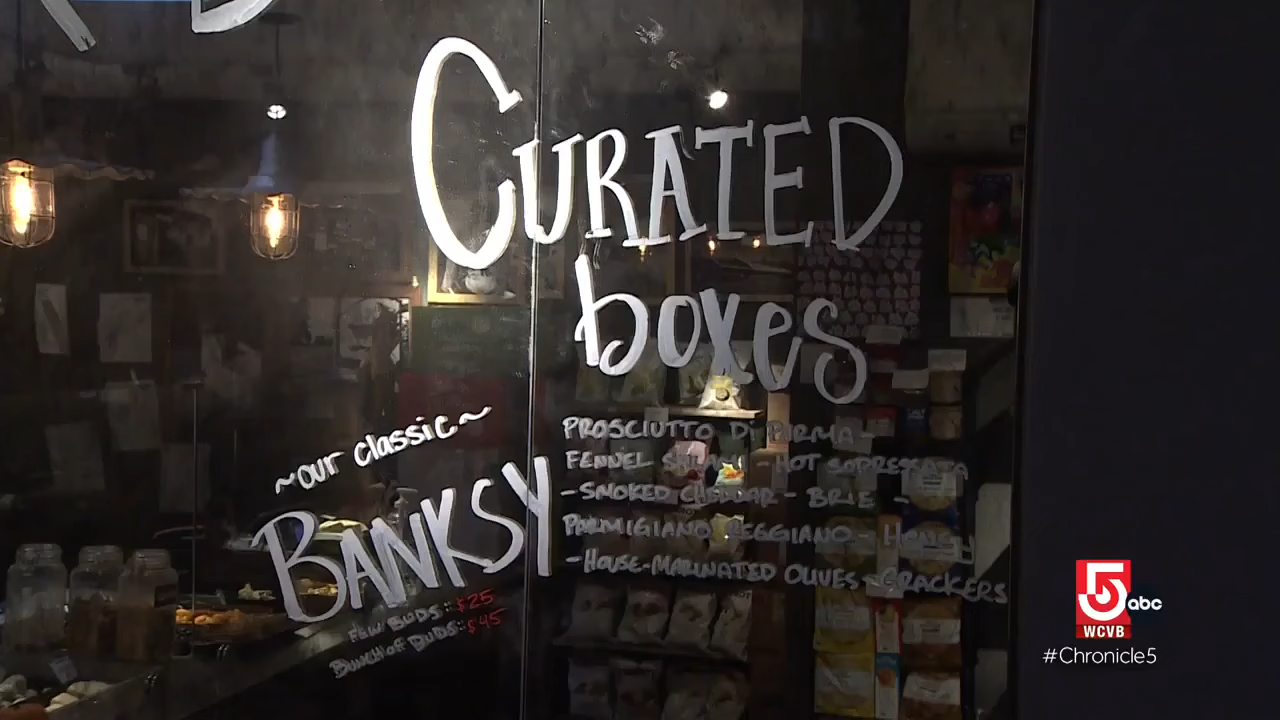 CURATED
boxes
~our classic~
BANKSY
FEW BUDS :: $25
BUNCH OF BUDS :: $45
PROSCIUTTO DI PARMA -
FENNEL SALAMI - HOT SOPRESSATA
- SMOKED CHEDDAR - BRIE -
PARMIGIANO REGGIANO - HONEY
- HOUSE-MARINATED OLIVES - CRACKERS
5 abc
WCVB
#Chronicle5